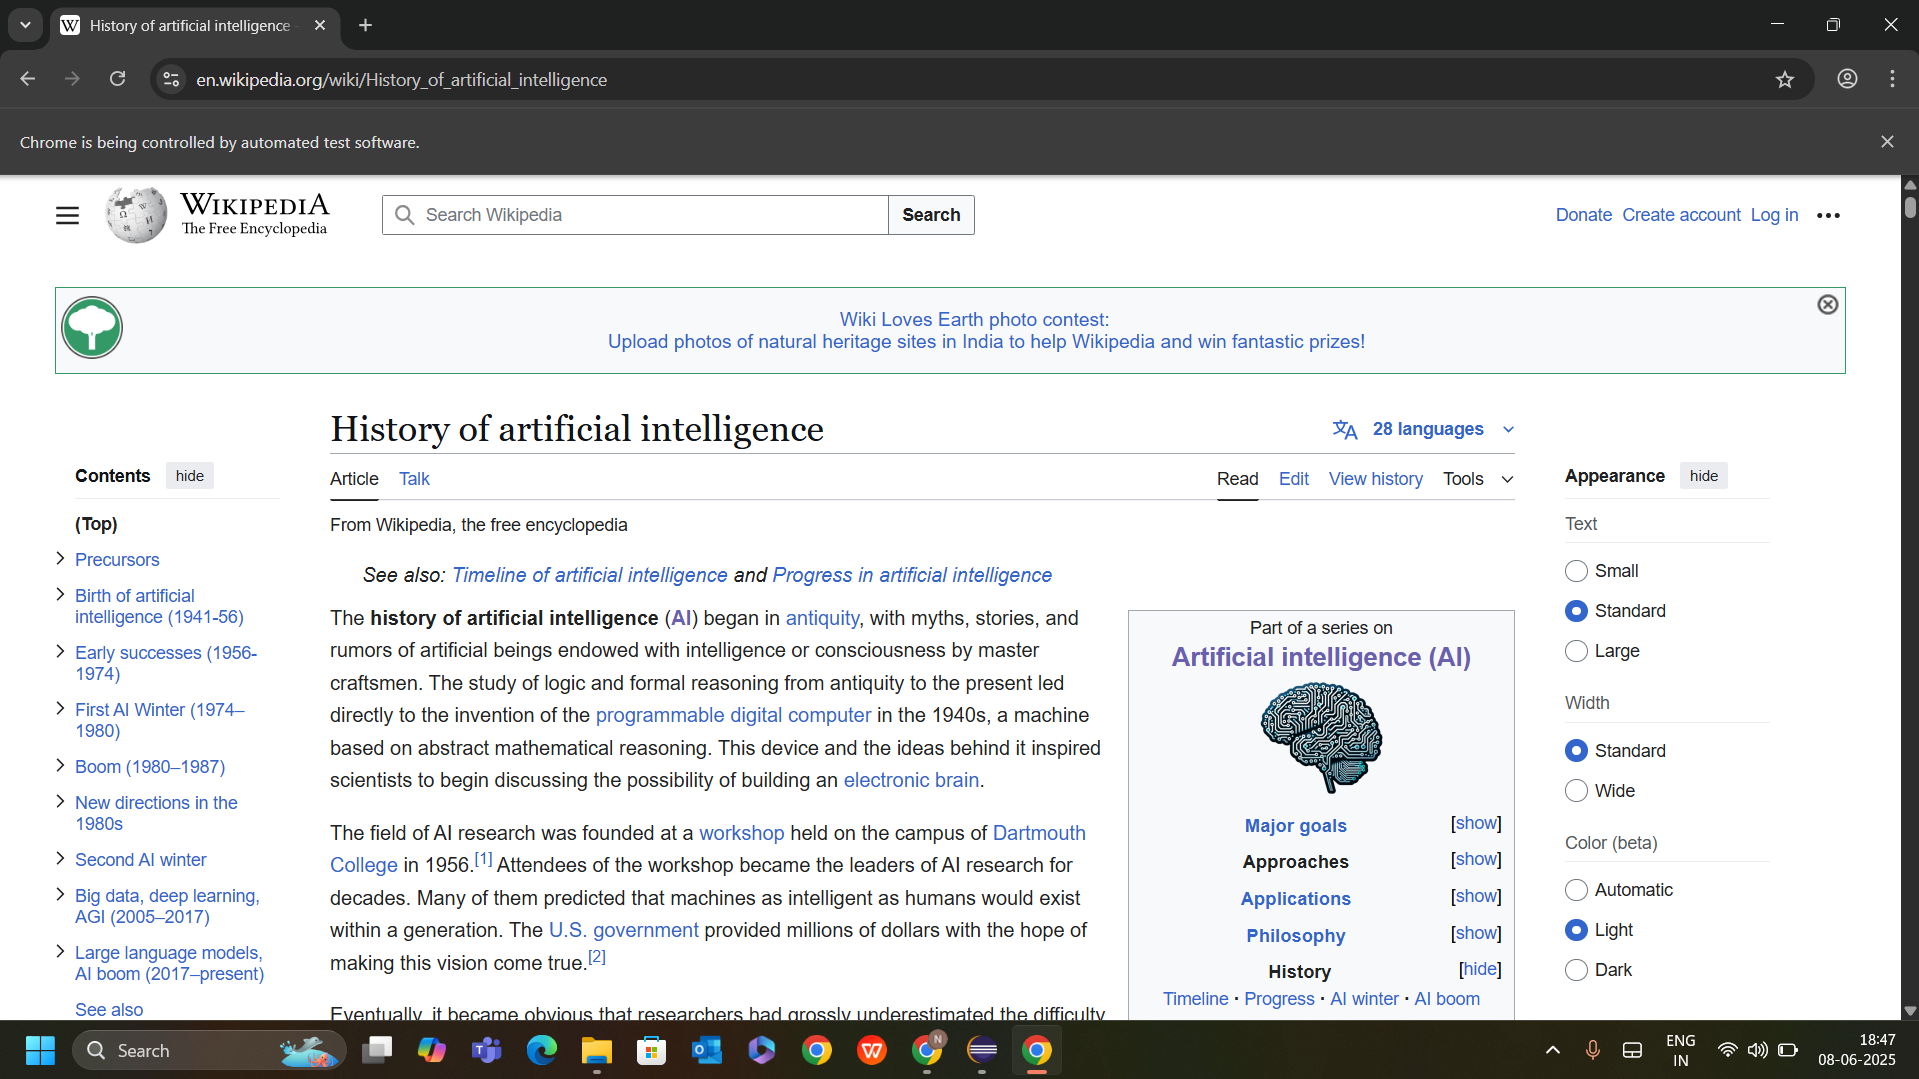 History of artificial intelligence -
en.wikipedia.org/wiki/History_of_artificial_intelligence
Chrome is being controlled by automated test software.
WIKIPEDIA
The Free Encyclopedia
Search Wikipedia
Search
Donate Create account Log in
Wiki Loves Earth photo contest:
Upload photos of natural heritage sites in India to help Wikipedia and win fantastic prizes!
History of artificial intelligence
28 languages
Contents hide
(Top)
Precursors
Birth of artificial
intelligence (1941-56)
Early successes (1956-
1974)
First AI Winter (1974–
1980)
Boom (1980–1987)
New directions in the
1980s
Second AI winter
Big data, deep learning,
AGI (2005–2017)
Large language models,
AI boom (2017–present)
See also
Article Talk
Read Edit View history Tools
From Wikipedia, the free encyclopedia
See also: Timeline of artificial intelligence and Progress in artificial intelligence
The history of artificial intelligence (AI) began in antiquity, with myths, stories, and
rumors of artificial beings endowed with intelligence or consciousness by master
craftsmen. The study of logic and formal reasoning from antiquity to the present led
directly to the invention of the programmable digital computer in the 1940s, a machine
based on abstract mathematical reasoning. This device and the ideas behind it inspired
scientists to begin discussing the possibility of building an electronic brain.
The field of AI research was founded at a workshop held on the campus of Dartmouth
College in 1956.[1] Attendees of the workshop became the leaders of AI research for
decades. Many of them predicted that machines as intelligent as humans would exist
within a generation. The U.S. government provided millions of dollars with the hope of
making this vision come true.[2]
Eventually, it became obvious that researchers had grossly underestimated the difficulty
Part of a series on
Artificial intelligence (AI)
Major goals [show]
Approaches [show]
Applications [show]
Philosophy [show]
History [hide]
Timeline · Progress · AI winter · AI boom
Appearance hide
Text
Small
Standard
Large
Width
Standard
Wide
Color (beta)
Automatic
Light
Dark
Search
N
ENG
IN
18:47
08-06-2025